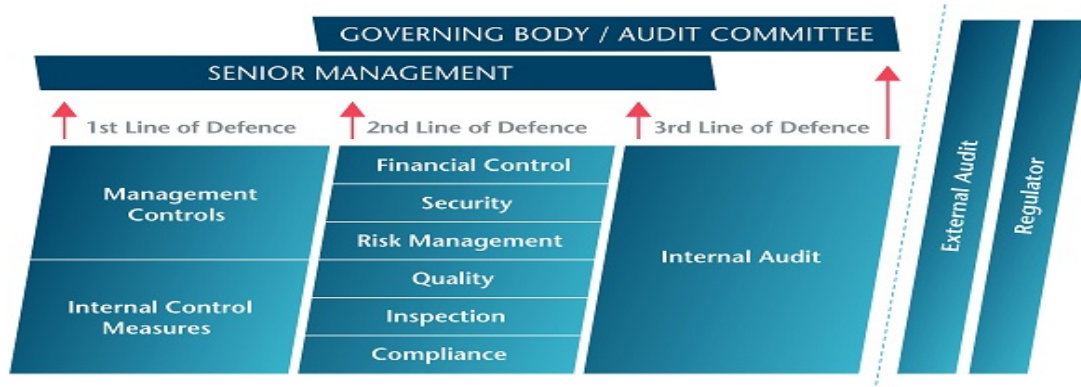 GOVERNING BODY / AUDIT COMMITTEE
SENIOR MANAGEMENT
1st Line of Defence
2nd Line of Defence
3rd Line of Defence
Management
Controls
Internal Control
Measures
Financial Control
Security
Risk Management
Quality
Inspection
Compliance
Internal Audit
External Audit
Regulator